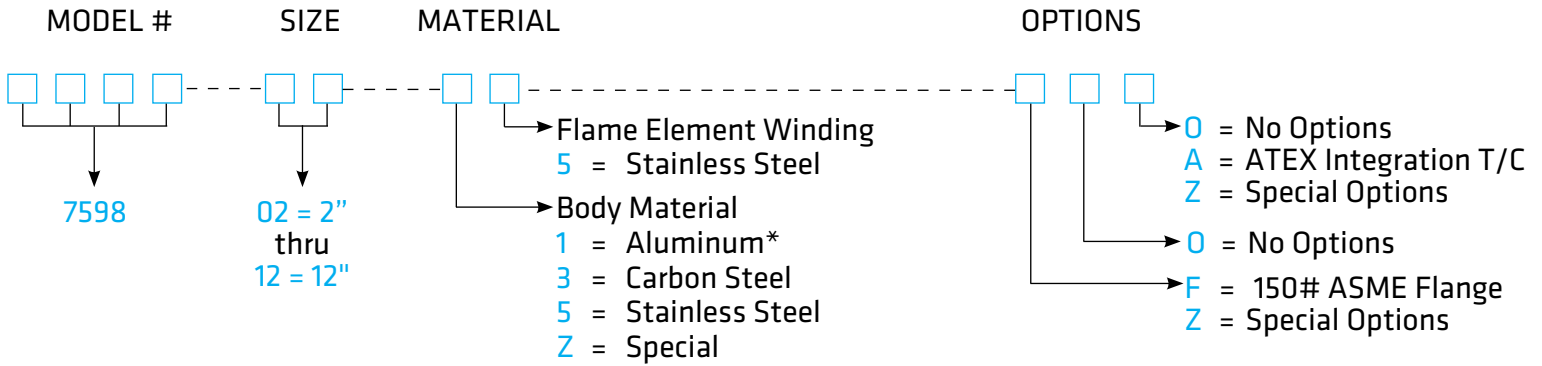 MODEL # SIZE MATERIAL OPTIONS
7598
02 = 2”
thru
12 = 12"
Flame Element Winding
5 = Stainless Steel
Body Material
1 = Aluminum*
3 = Carbon Steel
5 = Stainless Steel
Z = Special
0 = No Options
A = ATEX Integration T/C
Z = Special Options
0 = No Options
F = 150# ASME Flange
Z = Special Options